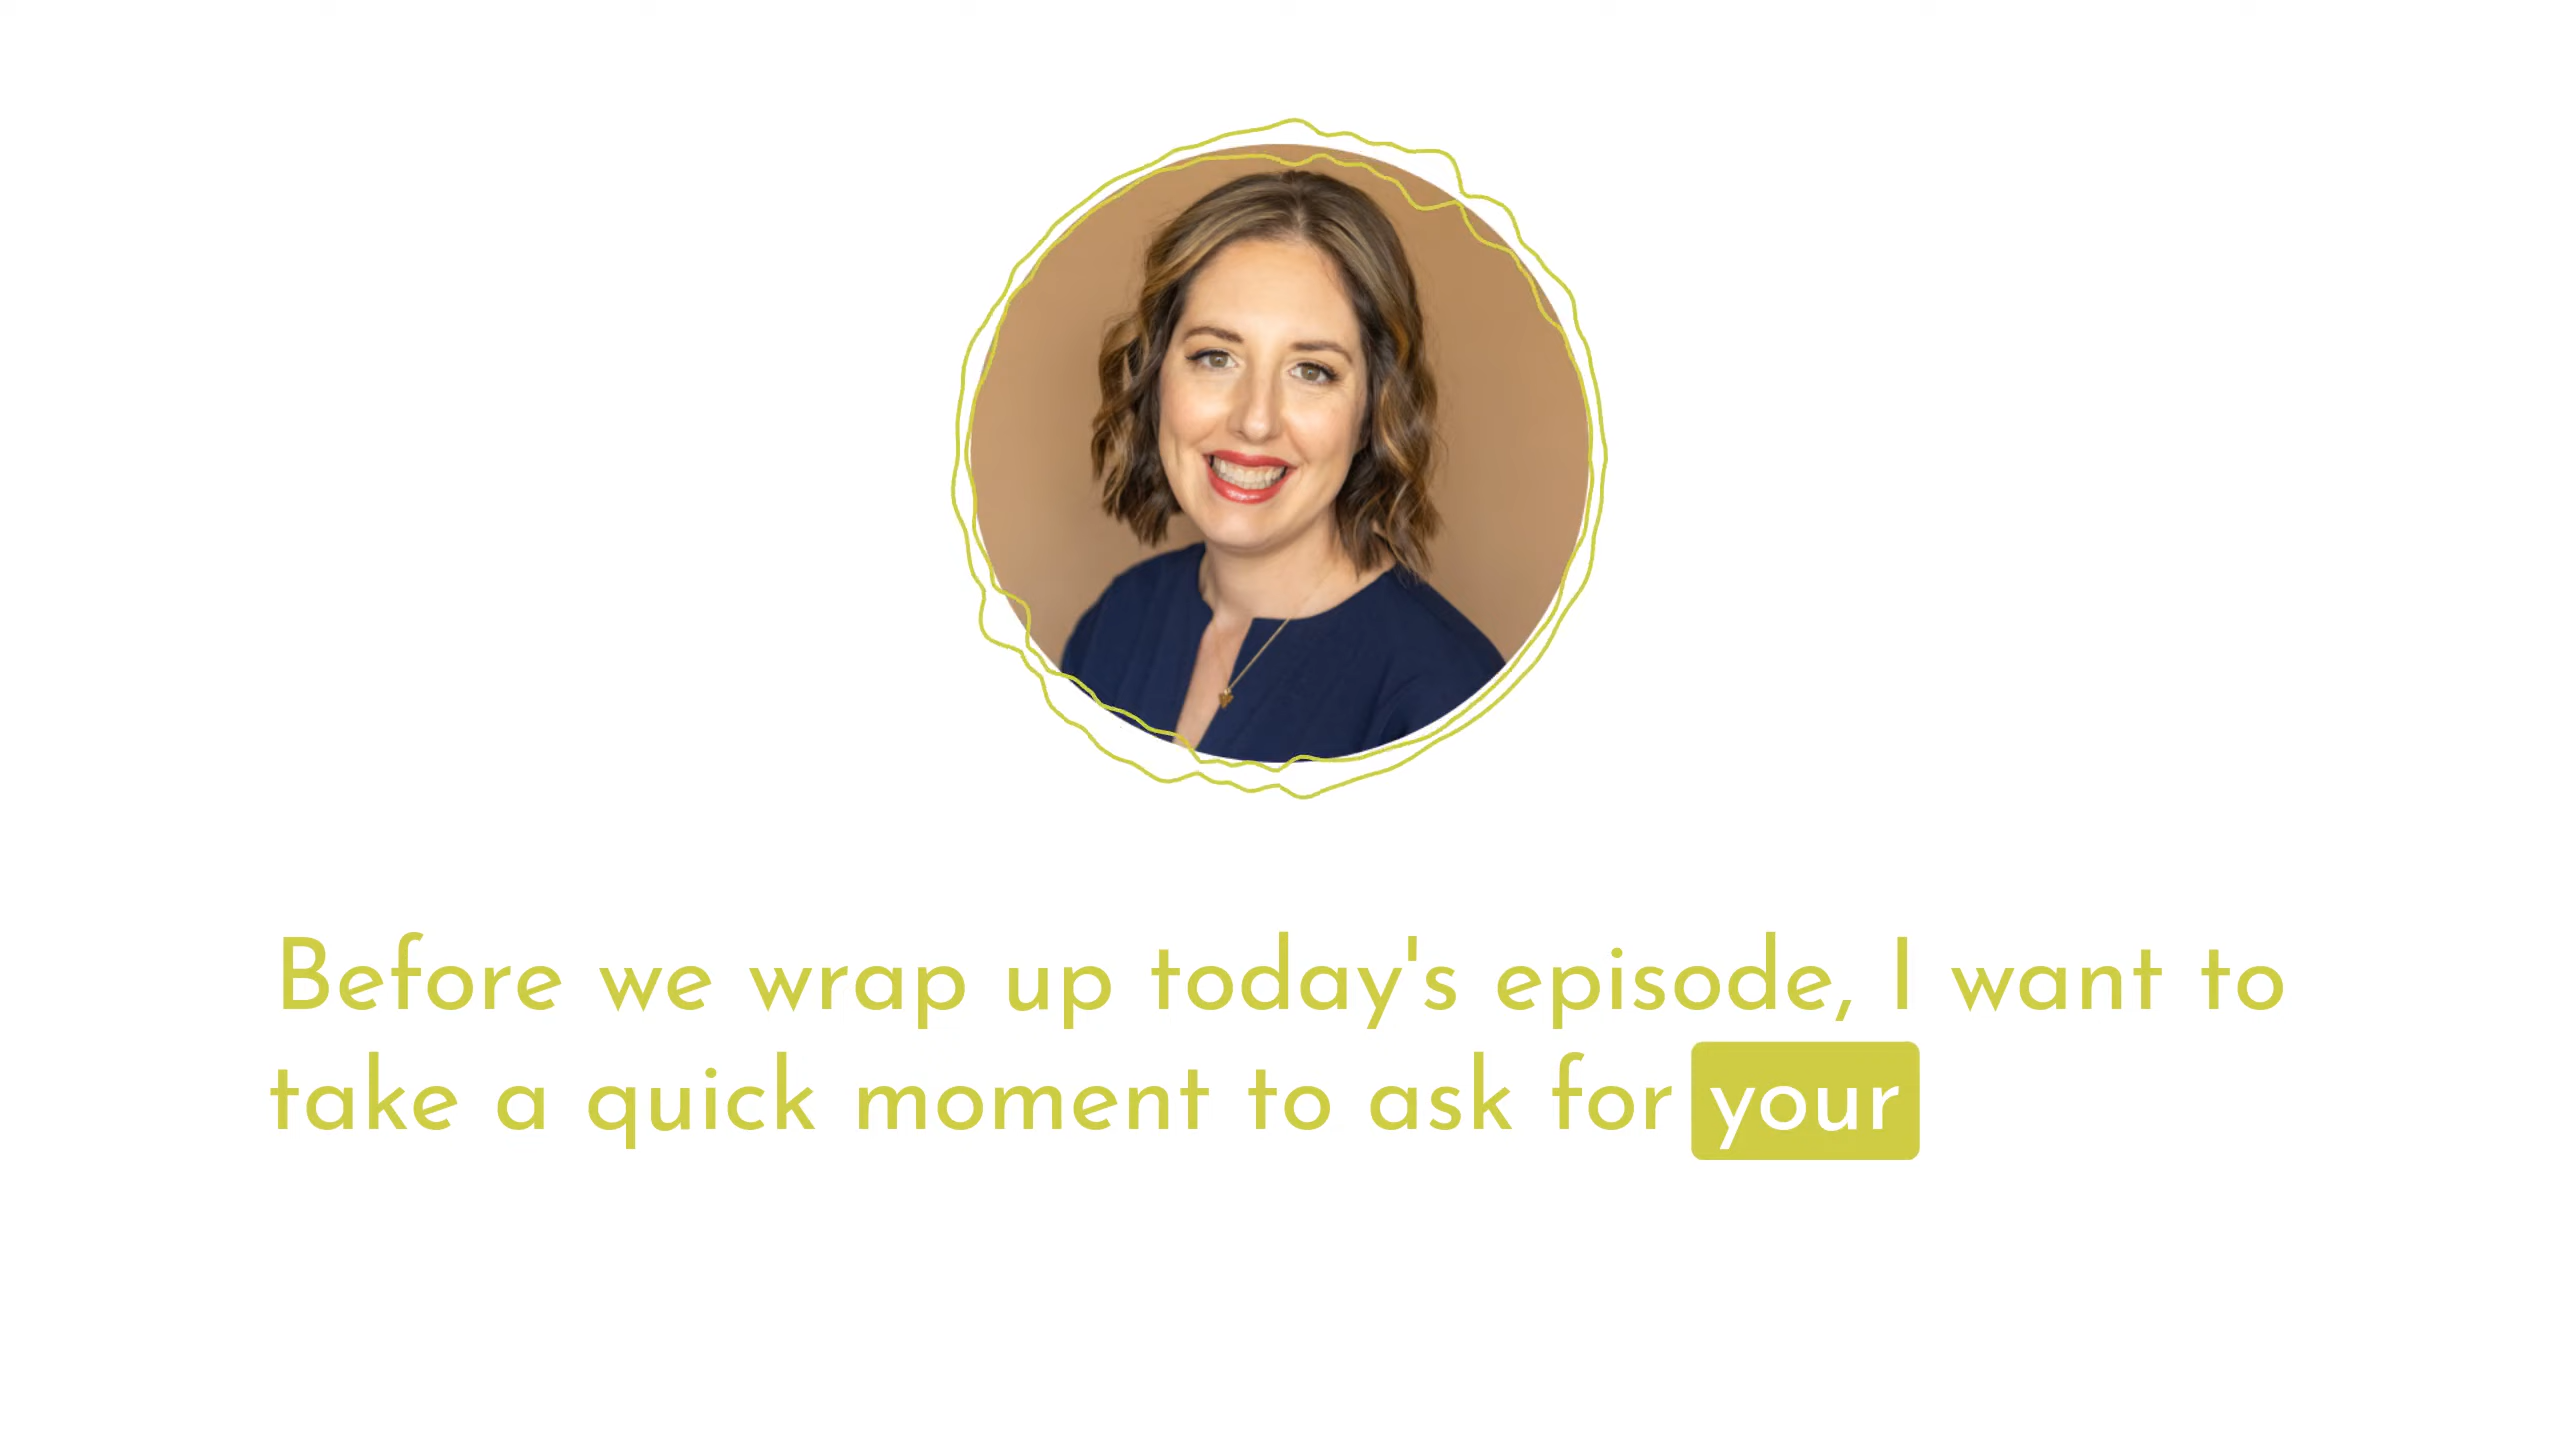 Before we wrap up today's episode, I want to
take a quick moment to ask for your